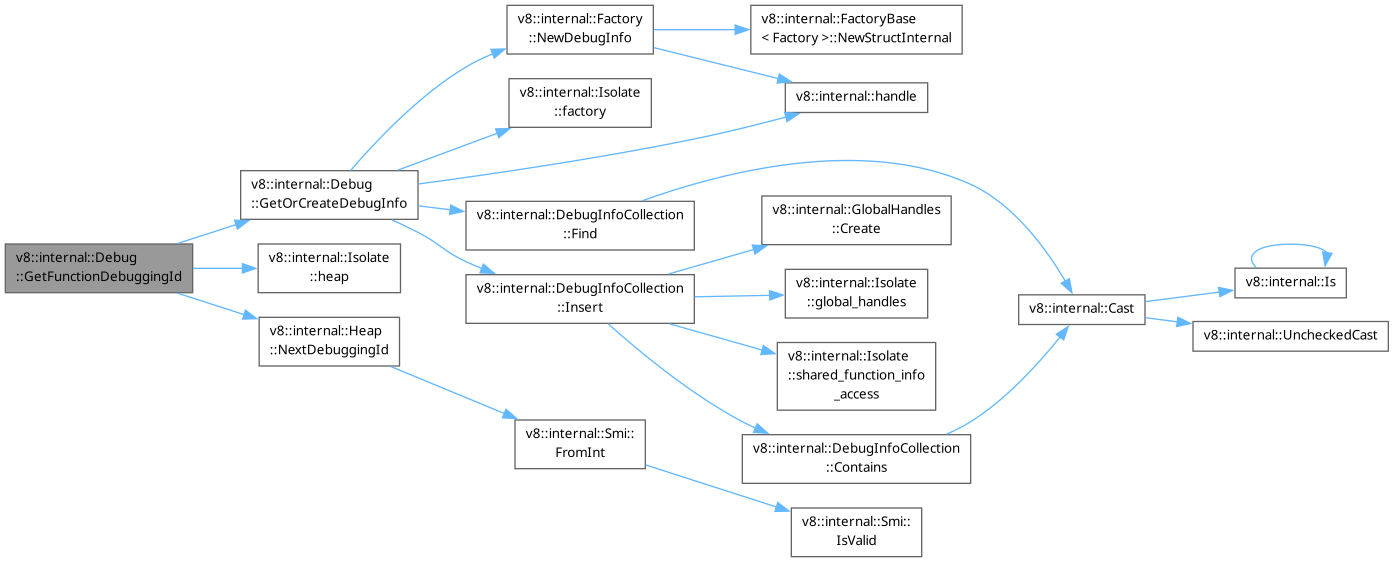 v8::internal::Factory
::NewDebugInfo
v8::internal::FactoryBase
< Factory >::NewStructInternal
v8::internal::Isolate
::factory
v8::internal::handle
v8::internal::Debug
::GetOrCreateDebugInfo
v8::internal::DebugInfoCollection
::Find
v8::internal::GlobalHandles
::Create
v8::internal::Debug
::GetFunctionDebuggingId
v8::internal::Isolate
::heap
v8::internal::DebugInfoCollection
::Insert
v8::internal::Isolate
::global_handles
v8::internal::Cast
v8::internal::Is
v8::internal::UncheckedCast
v8::internal::Heap
::NextDebuggingId
v8::internal::Isolate
::shared_function_info
_access
v8::internal::Smi::
FromInt
v8::internal::DebugInfoCollection
::Contains
v8::internal::Smi::
IsValid